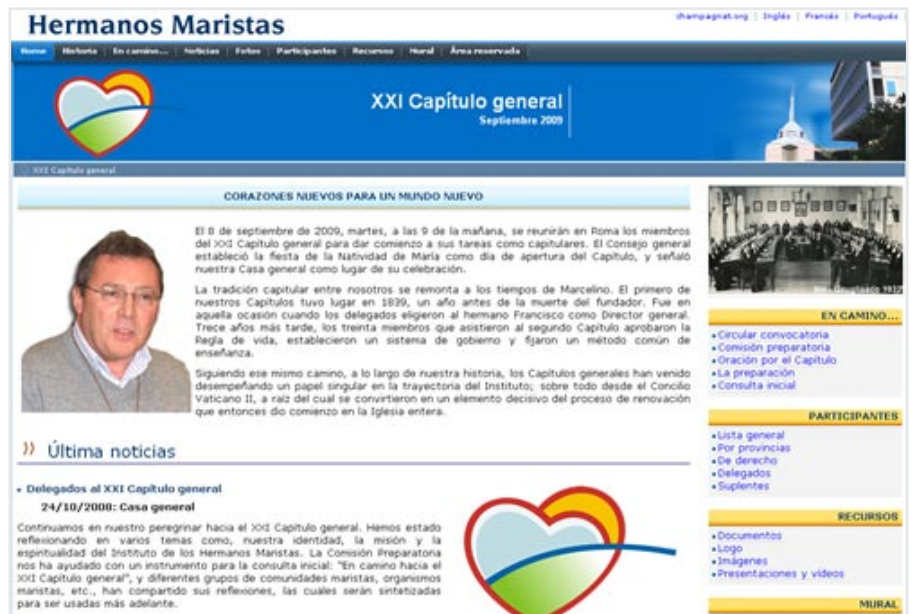 Hermanos Maristas
champagnat.org | Inglés | Francés | Portugués
Home | Historia | En camino... | Noticias | Fotos | Participantes | Recursos | Mural | Área reservada
XXI Capítulo general
Septiembre 2009
XXI Capítulo general
CORAZONES NUEVOS PARA UN MUNDO NUEVO
El 8 de septiembre de 2009, martes, a las 9 de la mañana, se reunirán en Roma los miembros
del XXI Capítulo general para dar comienzo a sus tareas como capitulares. El Consejo general
estableció la fiesta de la Natividad de María como día de apertura del Capítulo, y señaló
nuestra Casa general como lugar de su celebración.
La tradición capitular entre nosotros se remonta a los tiempos de Marcelino. El primero de
nuestros Capítulos tuvo lugar en 1839, un año antes de la muerte del fundador. Fue en
aquella ocasión cuando los delegados eligieron al hermano Francisco como Director general.
Trece años más tarde, los treinta miembros que asistieron al segundo Capítulo aprobaron la
Regla de vida, establecieron un sistema de gobierno y fijaron un método común de
enseñanza.
Siguiendo ese mismo camino, a lo largo de nuestra historia, los Capítulos generales han venido
desempeñando un papel singular en la trayectoria del Instituto; sobre todo desde el Concilio
Vaticano II, a raíz del cual se convirtieron en un elemento decisivo del proceso de renovación
que entonces dio comienzo en la Iglesia entera.
Última noticias
Delegados al XXI Capítulo general
24/10/2008: Casa general
Continuamos en nuestro peregrinar hacia el XXI Capítulo general. Hemos estado
reflexionando en varios temas como, nuestra identidad, la misión y la
espiritualidad del Instituto de los Hermanos Maristas. La Comisión Preparatoria
nos ha ayudado con un instrumento para la consulta inicial: "En camino hacia el
XXI Capítulo general", y diferentes grupos de comunidades maristas, organismos
maristas, etc., han compartido sus reflexiones, las cuales serán sintetizadas
para ser usadas más adelante.
Grugliasco 1932
EN CAMINO...
Circular convocatoria
Comisión preparatoria
Oración por el Capítulo
La preparación
Consulta inicial
PARTICIPANTES
Lista general
Por provincias
De derecho
Delegados
Suplentes
RECURSOS
Documentos
Logo
Imágenes
Presentaciones y vídeos
MURAL